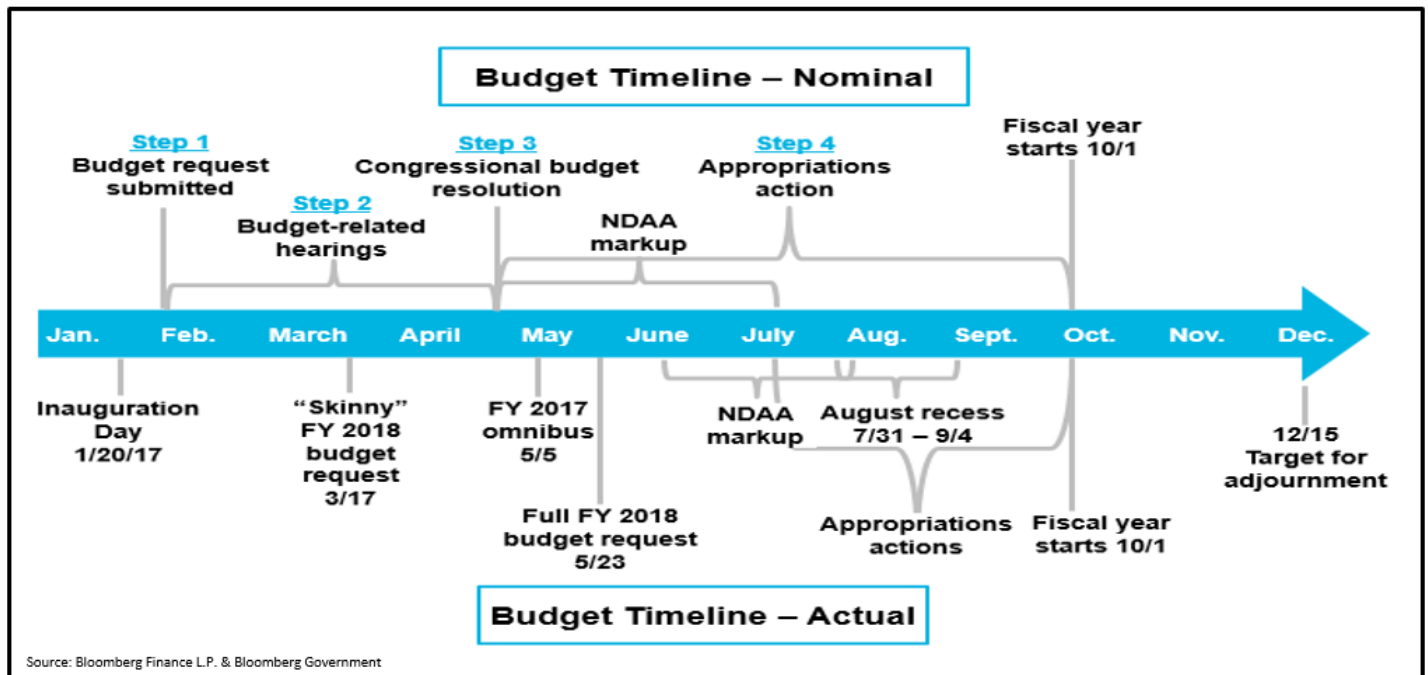 Budget Timeline – Nominal
Step 1
Budget request
submitted
Step 2
Budget-related
hearings
Step 3
Congressional budget
resolution
NDAA
markup
Step 4
Appropriations
action
Fiscal year
starts 10/1
Jan. Feb. March April May June July Aug. Sept. Oct. Nov. Dec.
Inauguration
Day
1/20/17
“Skinny”
FY 2018
budget
request
3/17
FY 2017
omnibus
5/5
Full FY 2018
budget request
5/23
NDAA
markup
August recess
7/31 – 9/4
Appropriations
actions
Fiscal year
starts 10/1
12/15
Target for
adjournment
Budget Timeline – Actual
Source: Bloomberg Finance L.P. & Bloomberg Government